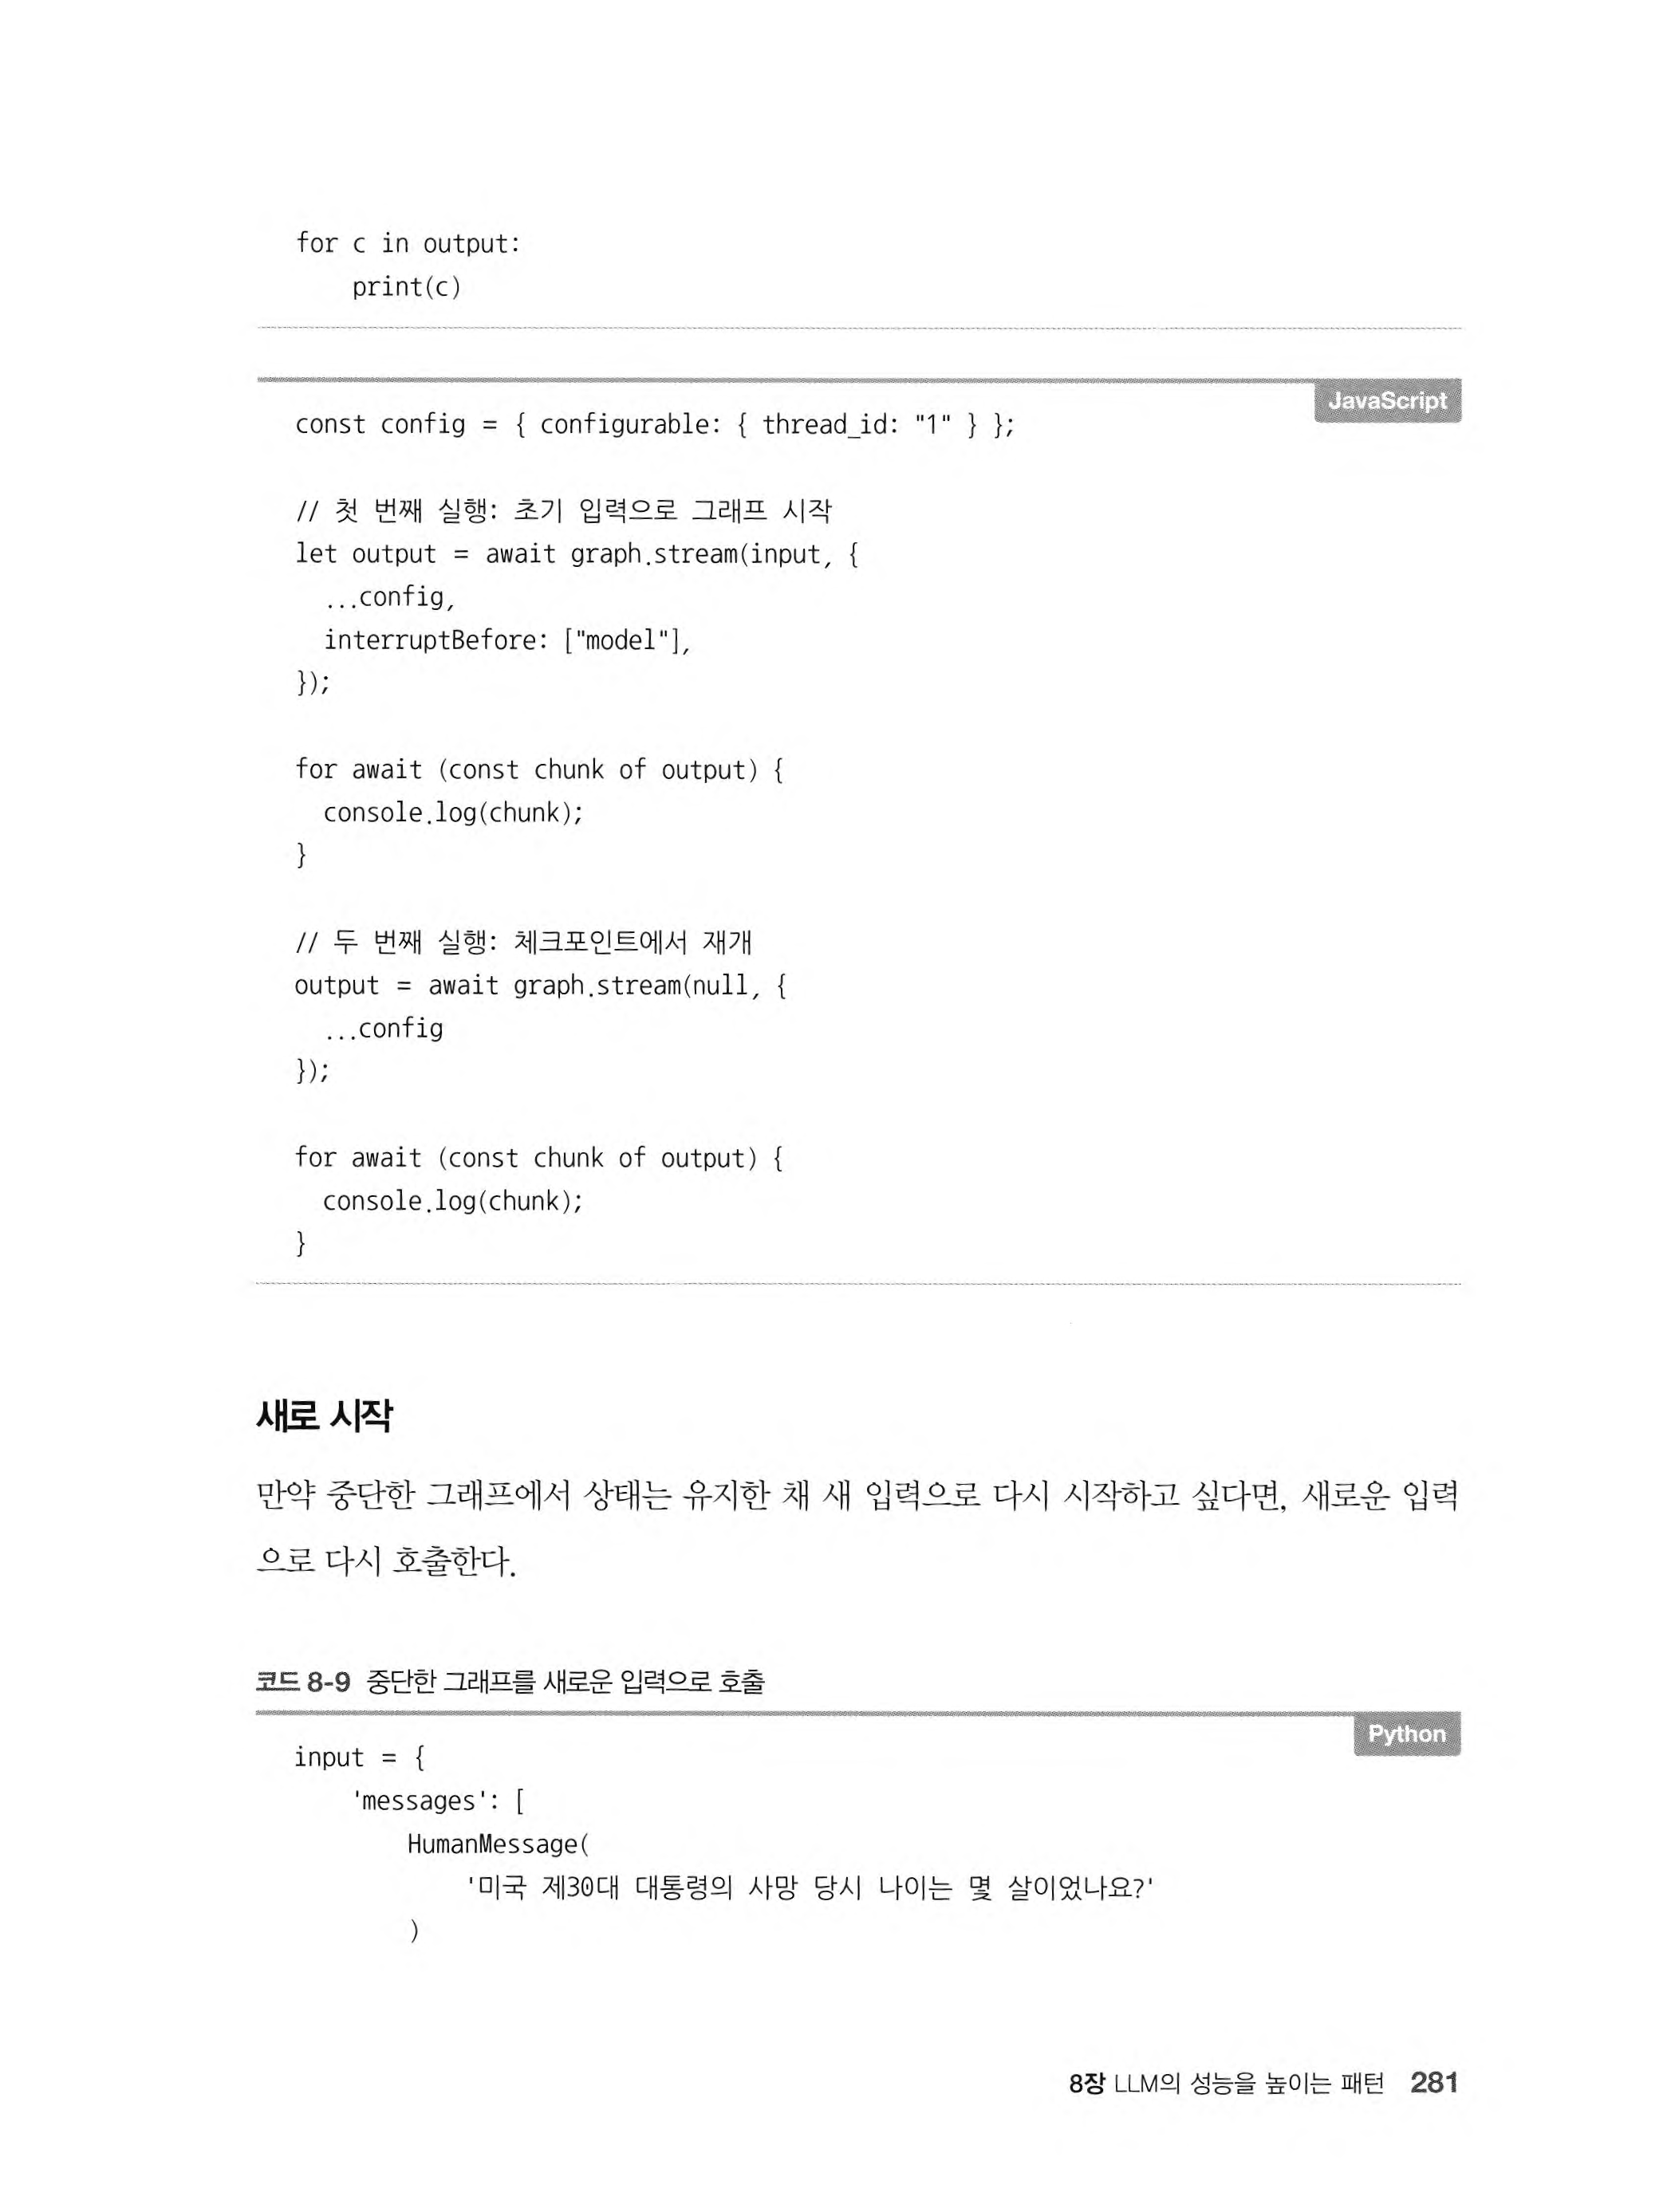 for c in output:
    print(c)
JavaScript
const config = { configurable: { thread_id: "1" } };
// 첫 번째 실행: 초기 입력으로 그래프 시작
let output = await graph.stream(input, {
  ...config,
  interruptBefore: ["model"],
});
for await (const chunk of output) {
  console.log(chunk);
}
// 두 번째 실행: 체크포인트에서 재개
output = await graph.stream(null, {
  ...config
});
for await (const chunk of output) {
  console.log(chunk);
}
새로 시작
만약 중단한 그래프에서 상태는 유지한 채 새 입력으로 다시 시작하고 싶다면, 새로운 입력
으로 다시 호출한다.
코드 8-9 중단한 그래프를 새로운 입력으로 호출
Python
input = {
    'messages': [
        HumanMessage(
            '미국 제30대 대통령의 사망 당시 나이는 몇 살이었나요?'
        )
8장 LLM의 성능을 높이는 패턴 281